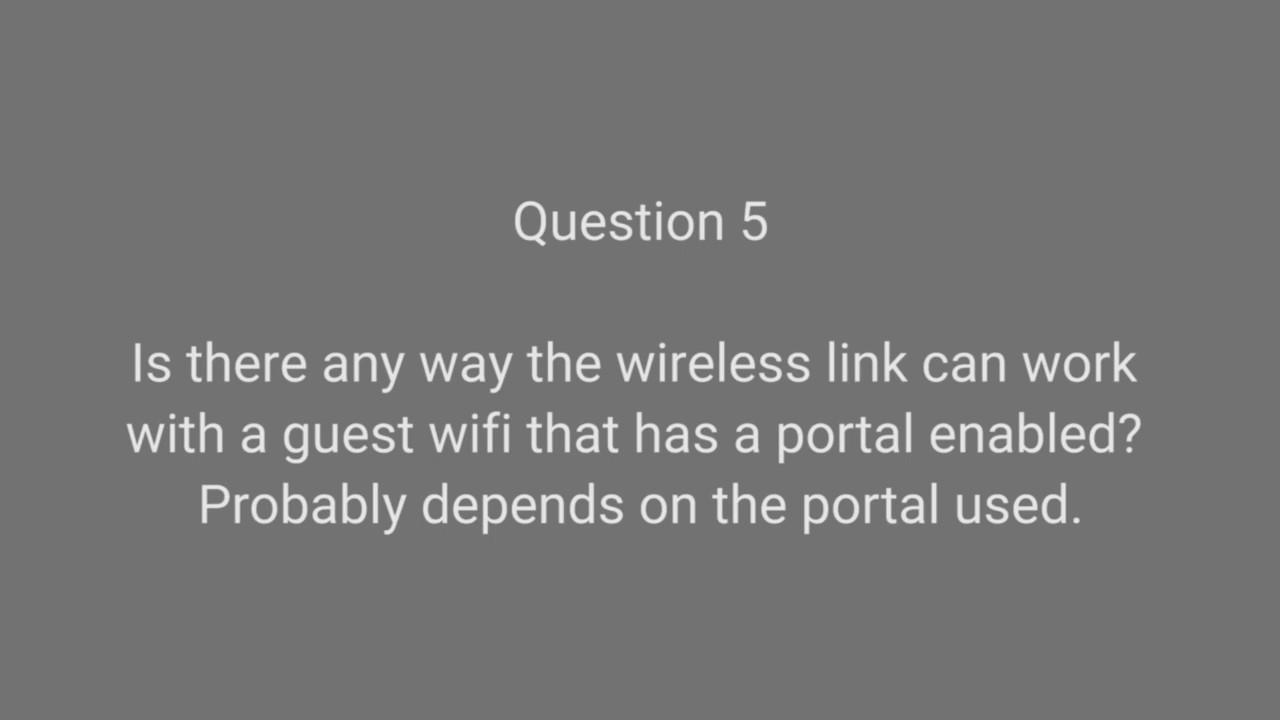 Question 5
Is there any way the wireless link can work
with a guest wifi that has a portal enabled?
Probably depends on the portal used.